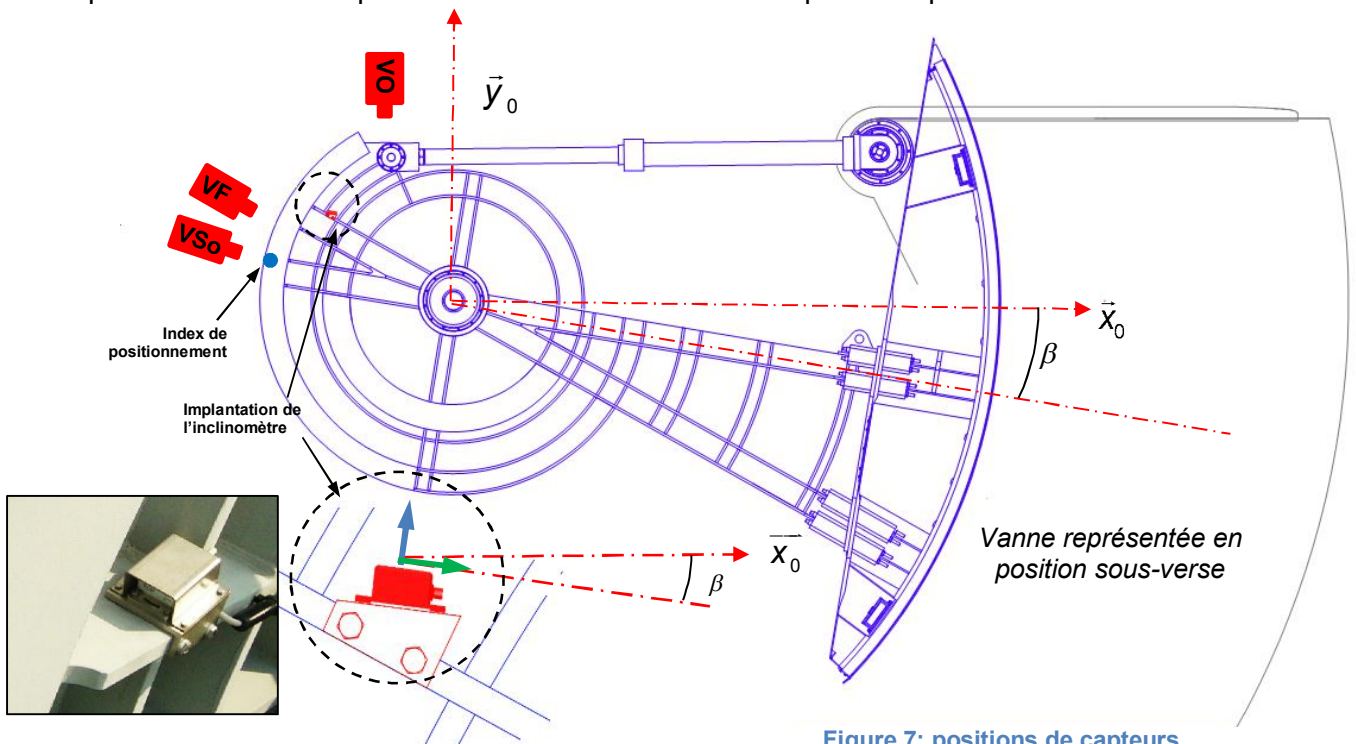 VO
y₀
VF
VSo
Index de
positionnement
x₀
β
Implantation de
l'inclinomètre
x₀
β
Vanne représentée en
position sous-verse
Figure 7: positions de capteurs